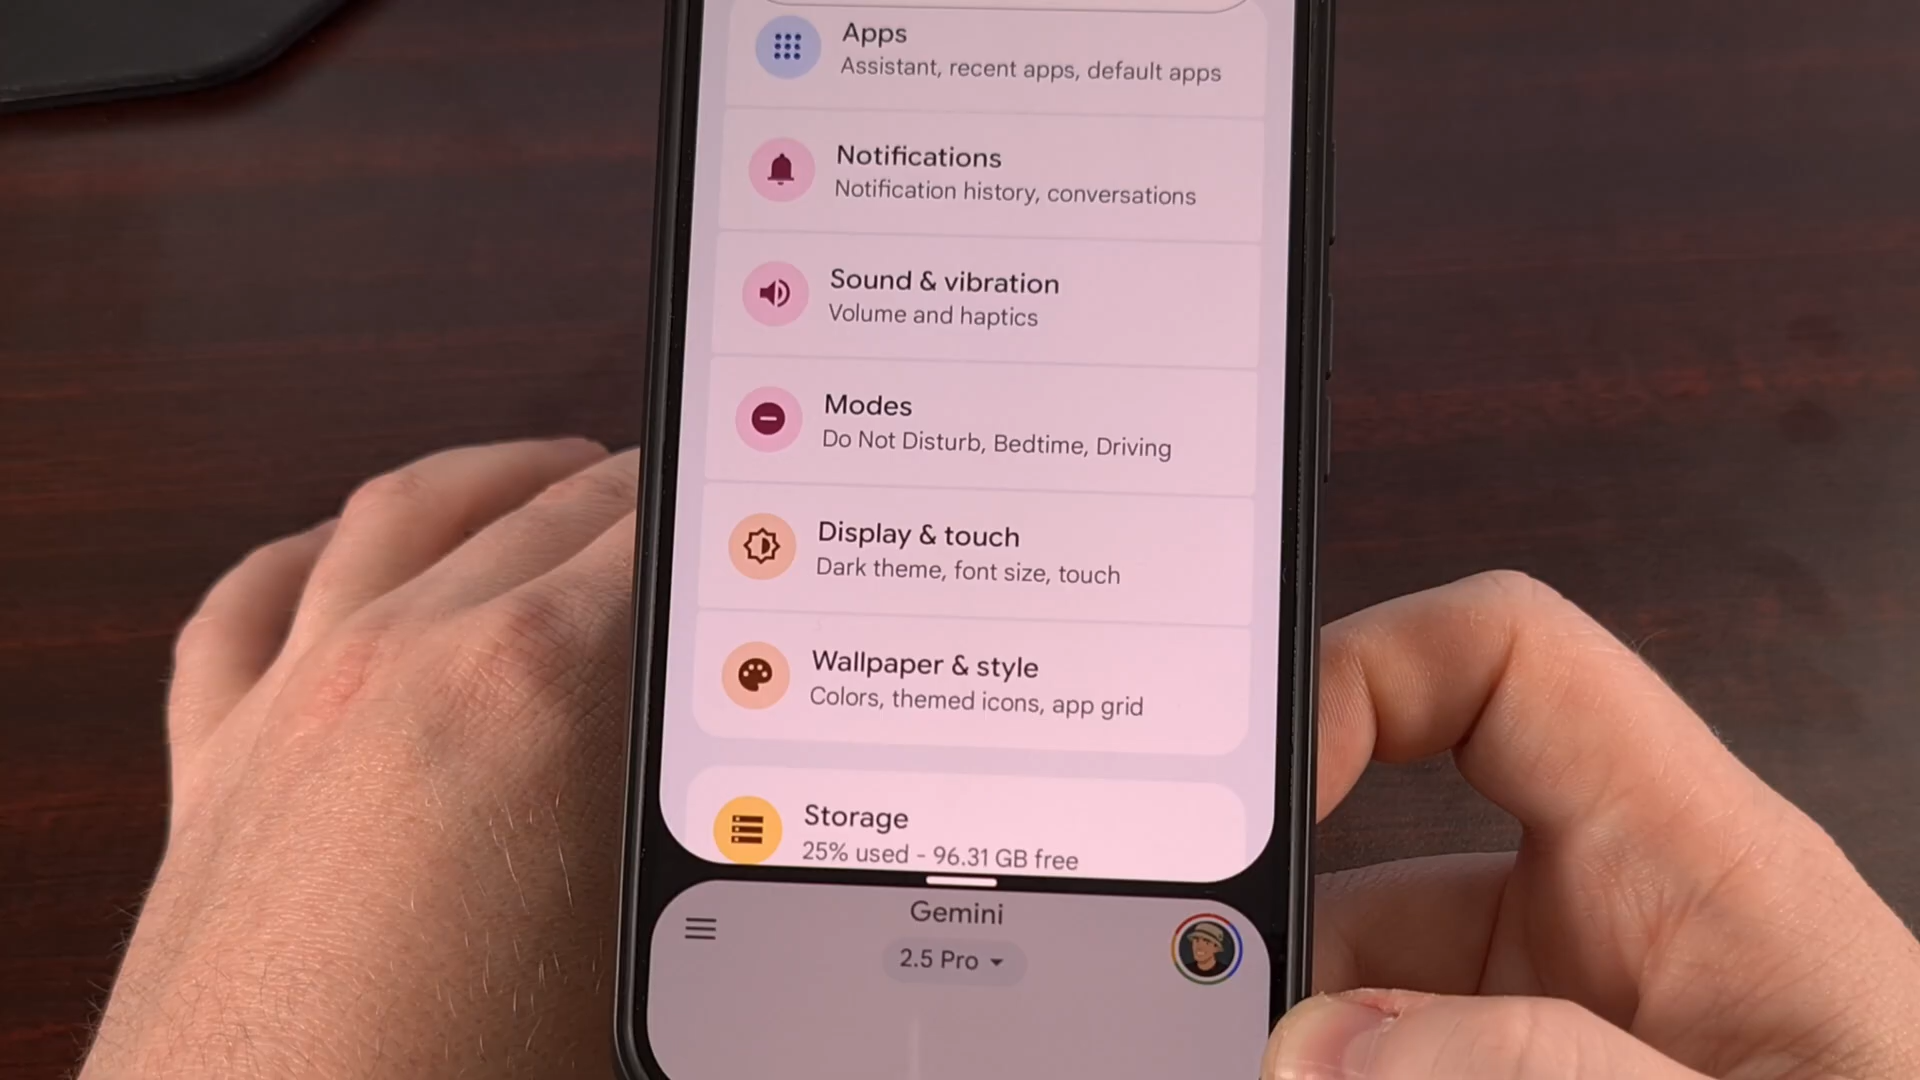 Apps
Assistant, recent apps, default apps
Notifications
Notification history, conversations
Sound & vibration
Volume and haptics
Modes
Do Not Disturb, Bedtime, Driving
Display & touch
Dark theme, font size, touch
Wallpaper & style
Colors, themed icons, app grid
Storage
25% used - 96.31 GB free
Gemini
2.5 Pro